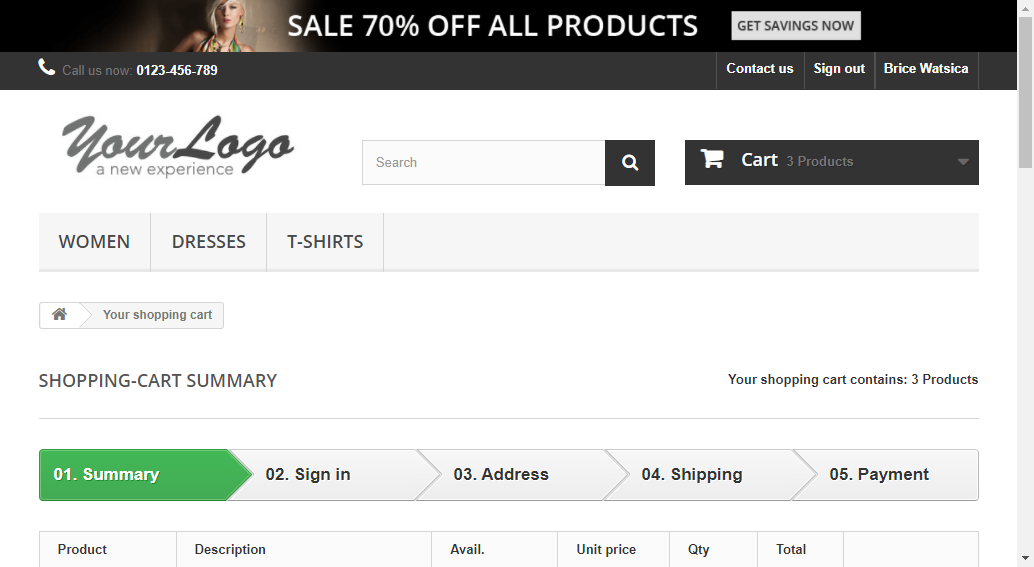 SALE 70% OFF ALL PRODUCTS GET SAVINGS NOW
Call us now: 0123-456-789 Contact us Sign out Brice Watsica
YourLogo
a new experience
Search Cart 3 Products
WOMEN DRESSES T-SHIRTS
Your shopping cart
SHOPPING-CART SUMMARY Your shopping cart contains: 3 Products
01. Summary 02. Sign in 03. Address 04. Shipping 05. Payment
Product Description Avail. Unit price Qty Total